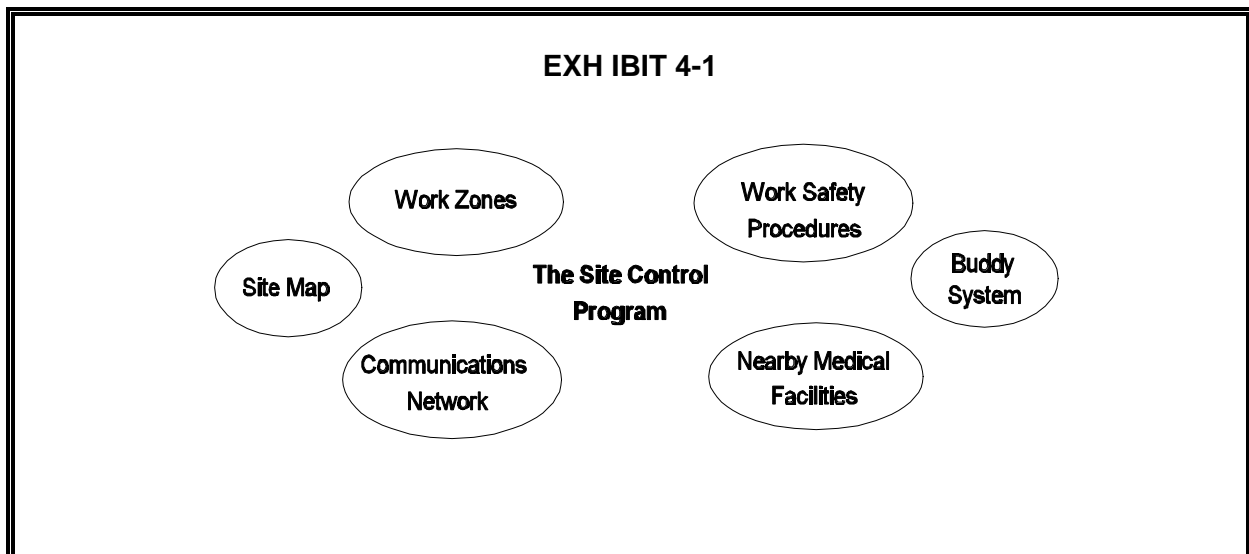 EXH IBIT 4-1
Work Zones
Work Safety
Procedures
Site Map
The Site Control
Program
Buddy
System
Communications
Network
Nearby Medical
Facilities